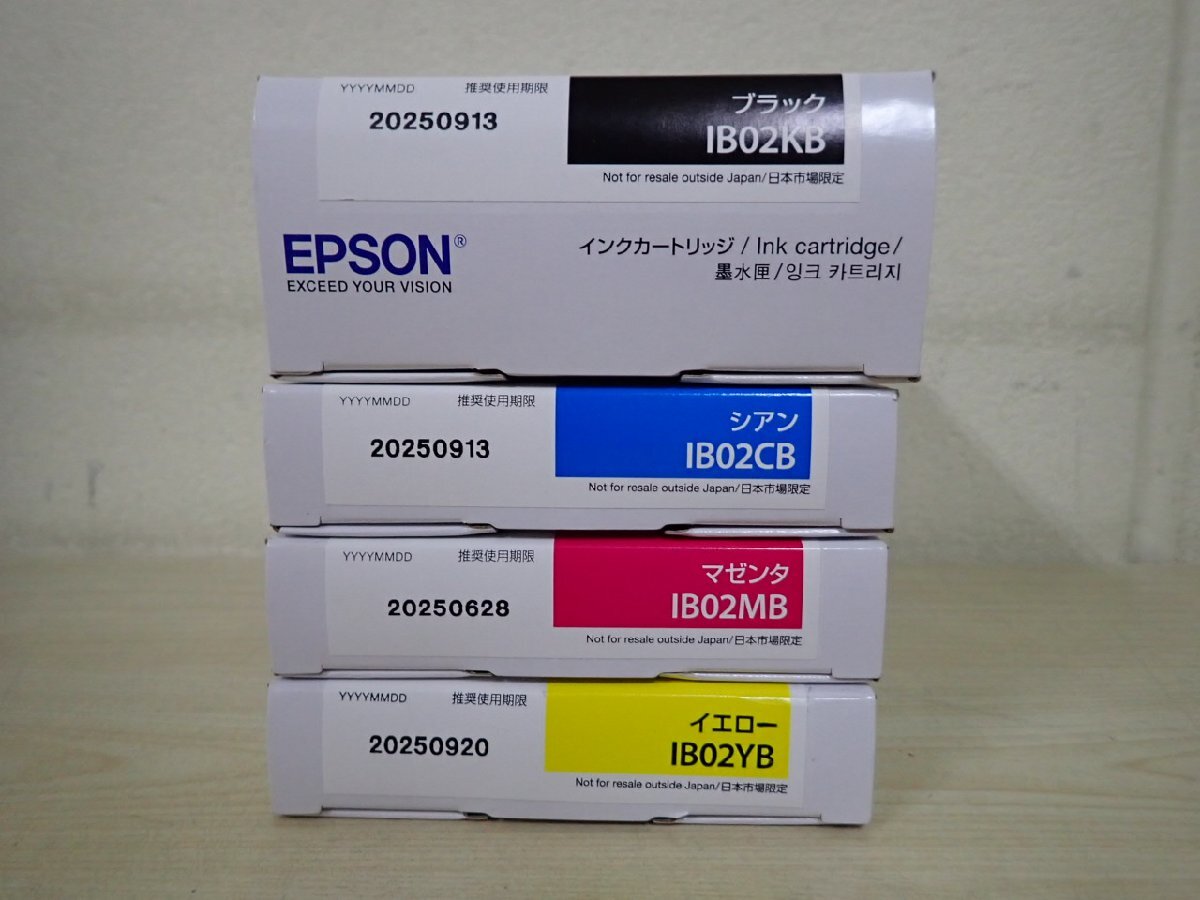 YYYYMMDD 推奨使用期限
20250913
ブラック
IB02KB
Not for resale outside Japan/日本市場限定
EPSON®
EXCEED YOUR VISION
インクカートリッジ / Ink cartridge/
墨水匣/잉크 카트리지
YYYYMMDD 推奨使用期限
20250913
シアン
IB02CB
Not for resale outside Japan/日本市場限定
YYYYMMDD 推奨使用期限
20250628
マゼンタ
IB02MB
Not for resale outside Japan/日本市場限定
YYYYMMDD 推奨使用期限
20250920
イエロー
IB02YB
Not for resale outside Japan/日本市場限定